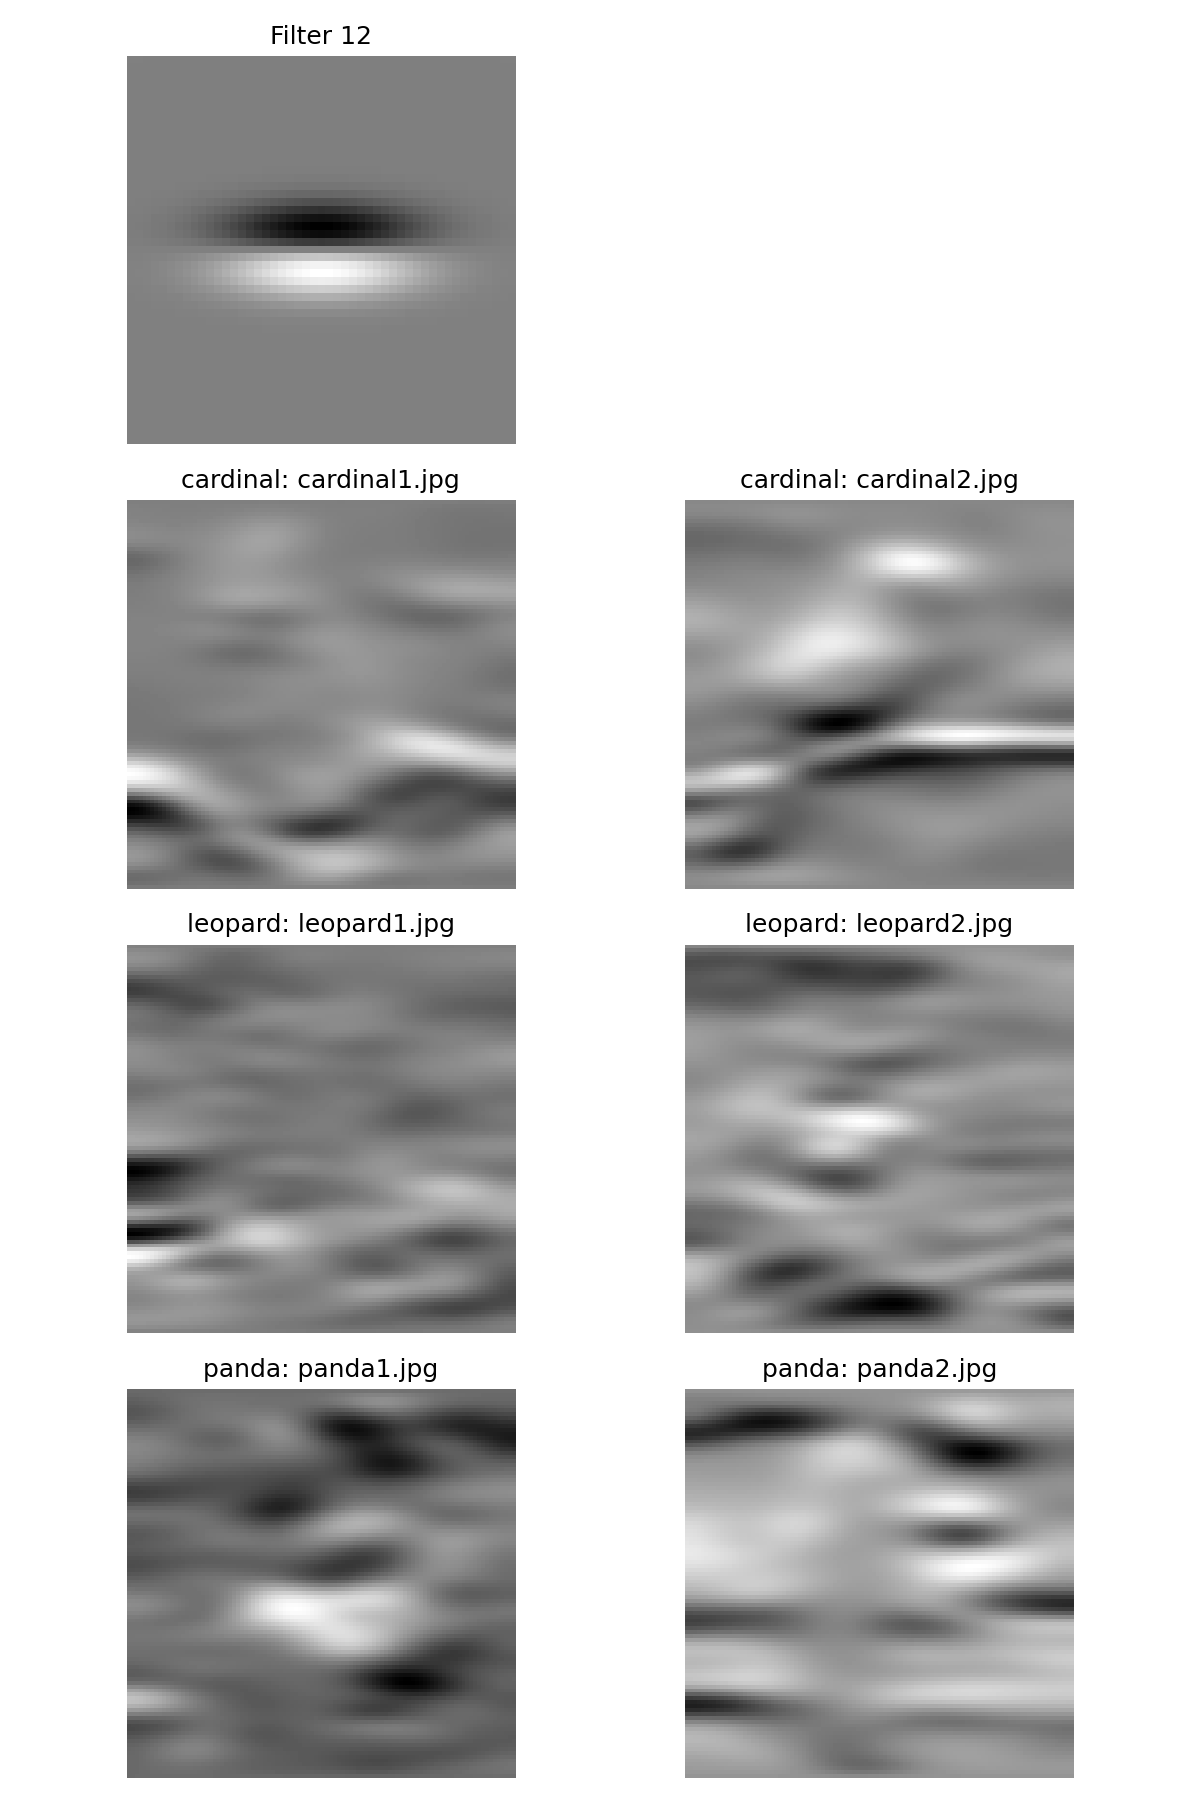 Filter 12
cardinal: cardinal1.jpg
cardinal: cardinal2.jpg
leopard: leopard1.jpg
leopard: leopard2.jpg
panda: panda1.jpg
panda: panda2.jpg